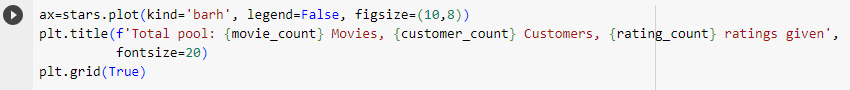 ax=stars.plot(kind='barh', legend=False, figsize=(10,8))
plt.title(f'Total pool: {movie_count} Movies, {customer_count} Customers, {rating_count} ratings given',
fontsize=20)
plt.grid(True)